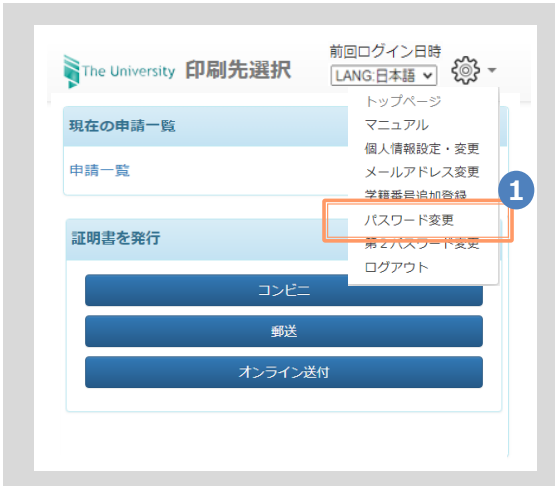 前回ログイン日時
The University 印刷先選択
LANG:日本語
トップページ
マニュアル
個人情報設定・変更
メールアドレス変更
学籍番号追加登録
パスワード変更
第2パスワード変更
ログアウト
1
現在の申請一覧
申請一覧
証明書を発行
コンビニ
郵送
オンライン送付